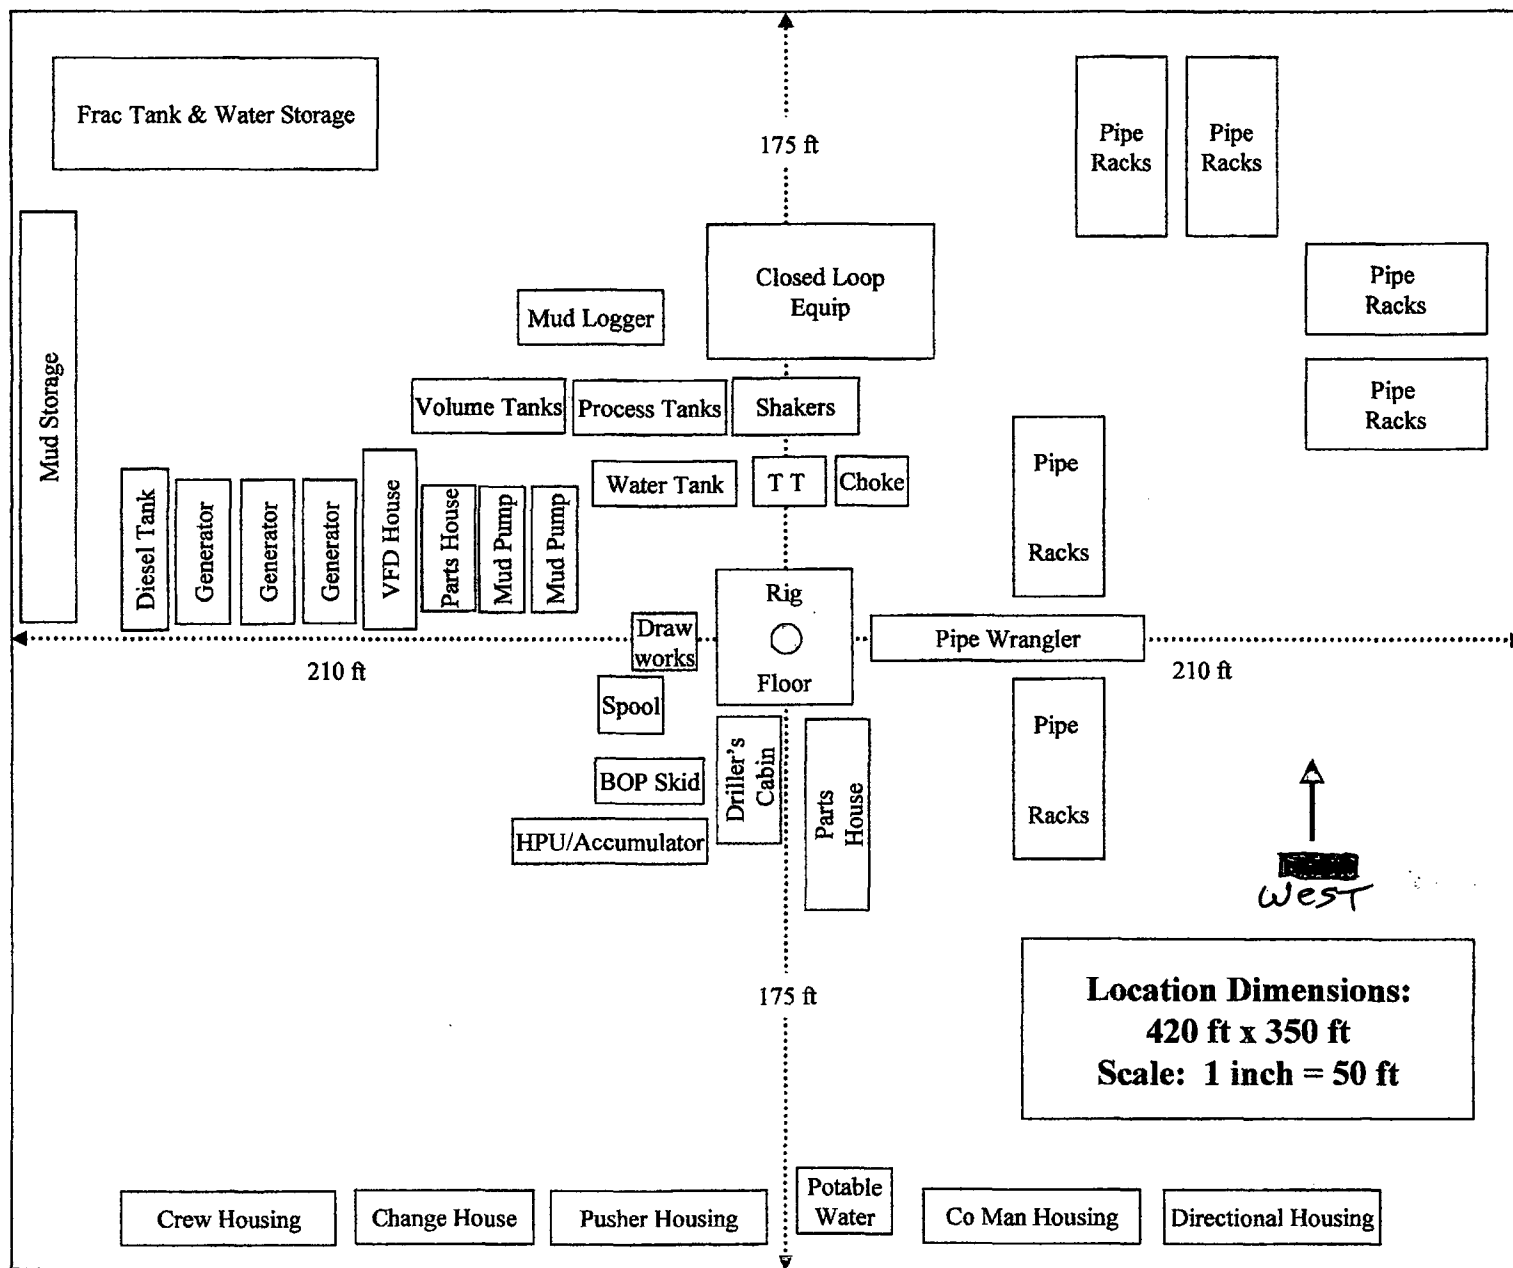 Frac Tank & Water Storage
175 ft
Pipe
Racks
Pipe
Racks
Closed Loop
Equip
Pipe
Racks
Mud Logger
Mud Storage
Volume Tanks
Process Tanks
Shakers
Pipe
Racks
Diesel Tank
Generator
Generator
Generator
VFD House
Parts House
Mud Pump
Mud Pump
Water Tank
T T
Choke
Pipe
Racks
Rig
Floor
Draw
works
Pipe Wrangler
210 ft
210 ft
Spool
Driller's
Cabin
Parts
House
Pipe
Racks
BOP Skid
HPU/Accumulator
West
Location Dimensions:
420 ft x 350 ft
Scale: 1 inch = 50 ft
175 ft
Crew Housing
Change House
Pusher Housing
Potable
Water
Co Man Housing
Directional Housing